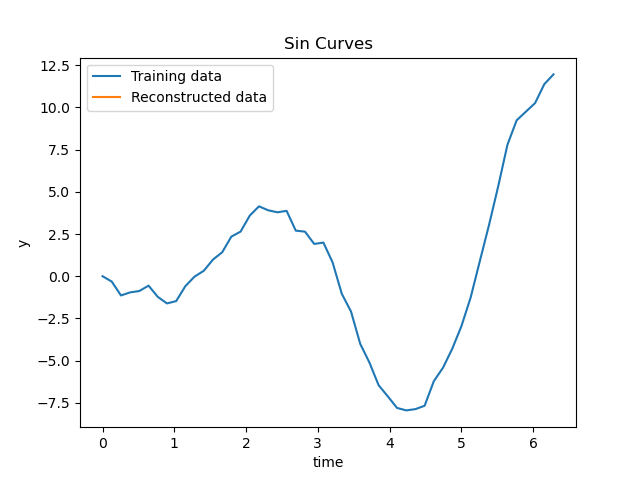 Sin Curves
Training data
Reconstructed data
12.5
10.0
7.5
5.0
2.5
0.0
−2.5
−5.0
−7.5
y
0 1 2 3 4 5 6
time